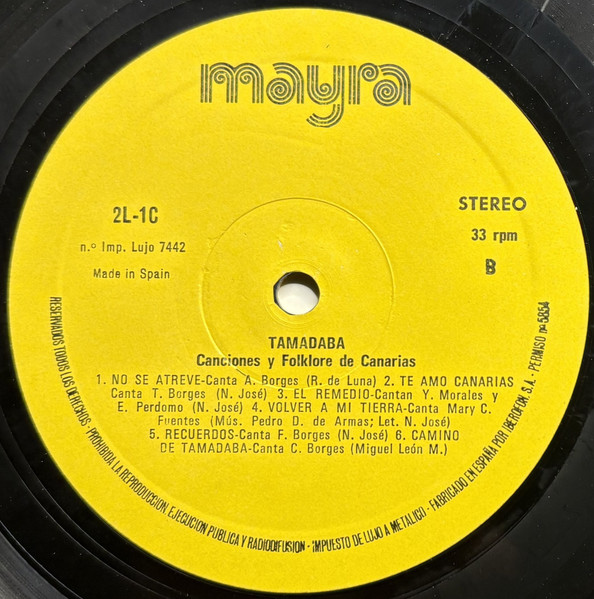 mayra
2L-1C
STEREO
n.º Imp. Lujo 7442
33 rpm
Made in Spain
B
TAMADABA
Canciones y Folklore de Canarias
1. NO SE ATREVE-Canta A. Borges (R. de Luna) 2. TE AMO CANARIAS
Canta T. Borges (N. José) 3. EL REMEDIO-Cantan Y. Morales y
E. Perdomo (N. José) 4. VOLVER A MI TIERRA-Canta Mary C.
Fuentes (Mús. Pedro D. de Armas; Let. N. José)
5. RECUERDOS-Canta F. Borges (N. José) 6. CAMINO
DE TAMADABA-Canta C. Borges (Miguel León M.)
RESERVADOS TODOS LOS DERECHOS - PROHIBIDA LA REPRODUCCION, EJECUCION PUBLICA Y RADIODIFUSION - IMPUESTO DE LUJO A METALICO - FABRICADO EN ESPAÑA POR IBEROFON, S.A. - PERMISO nº 5854